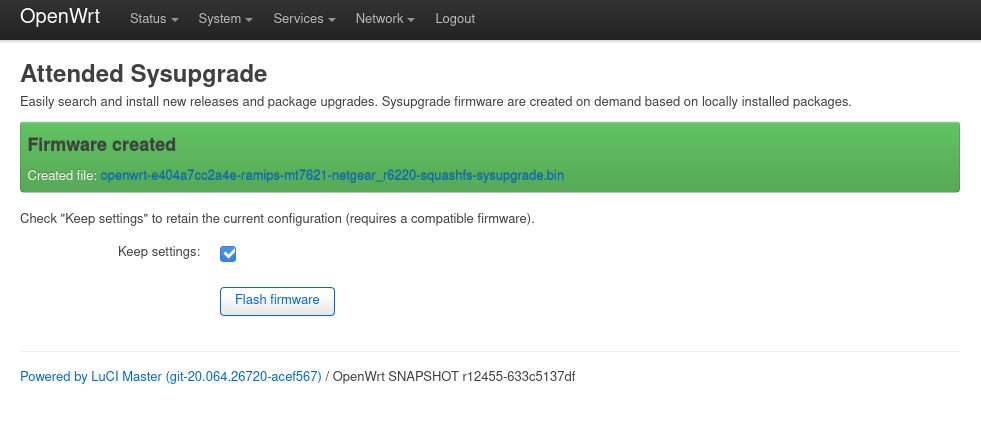 OpenWrt Status System Services Network Logout
Attended Sysupgrade
Easily search and install new releases and package upgrades. Sysupgrade firmware are created on demand based on locally installed packages.
Firmware created
Created file: openwrt-e404a7cc2a4e-ramips-mt7621-netgear_r6220-squashfs-sysupgrade.bin
Check "Keep settings" to retain the current configuration (requires a compatible firmware).
Keep settings:
Flash firmware
Powered by LuCI Master (git-20.064.26720-acef567) / OpenWrt SNAPSHOT r12455-633c5137df